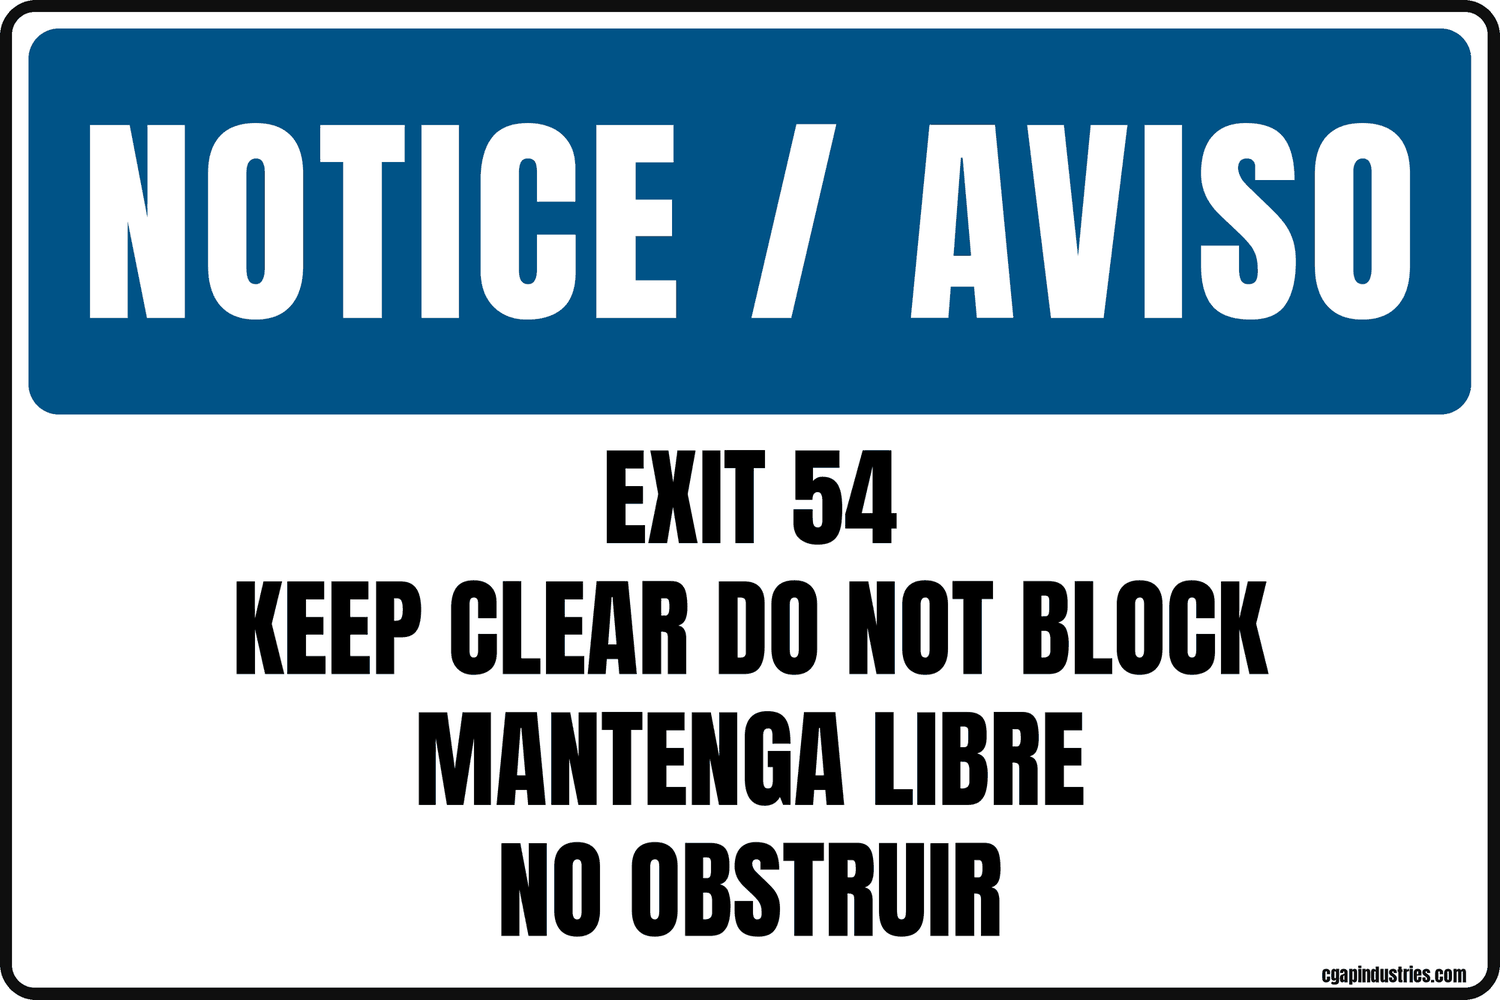 NOTICE / AVISO
EXIT 54
KEEP CLEAR DO NOT BLOCK
MANTENGA LIBRE
NO OBSTRUIR
cgapindustries.com